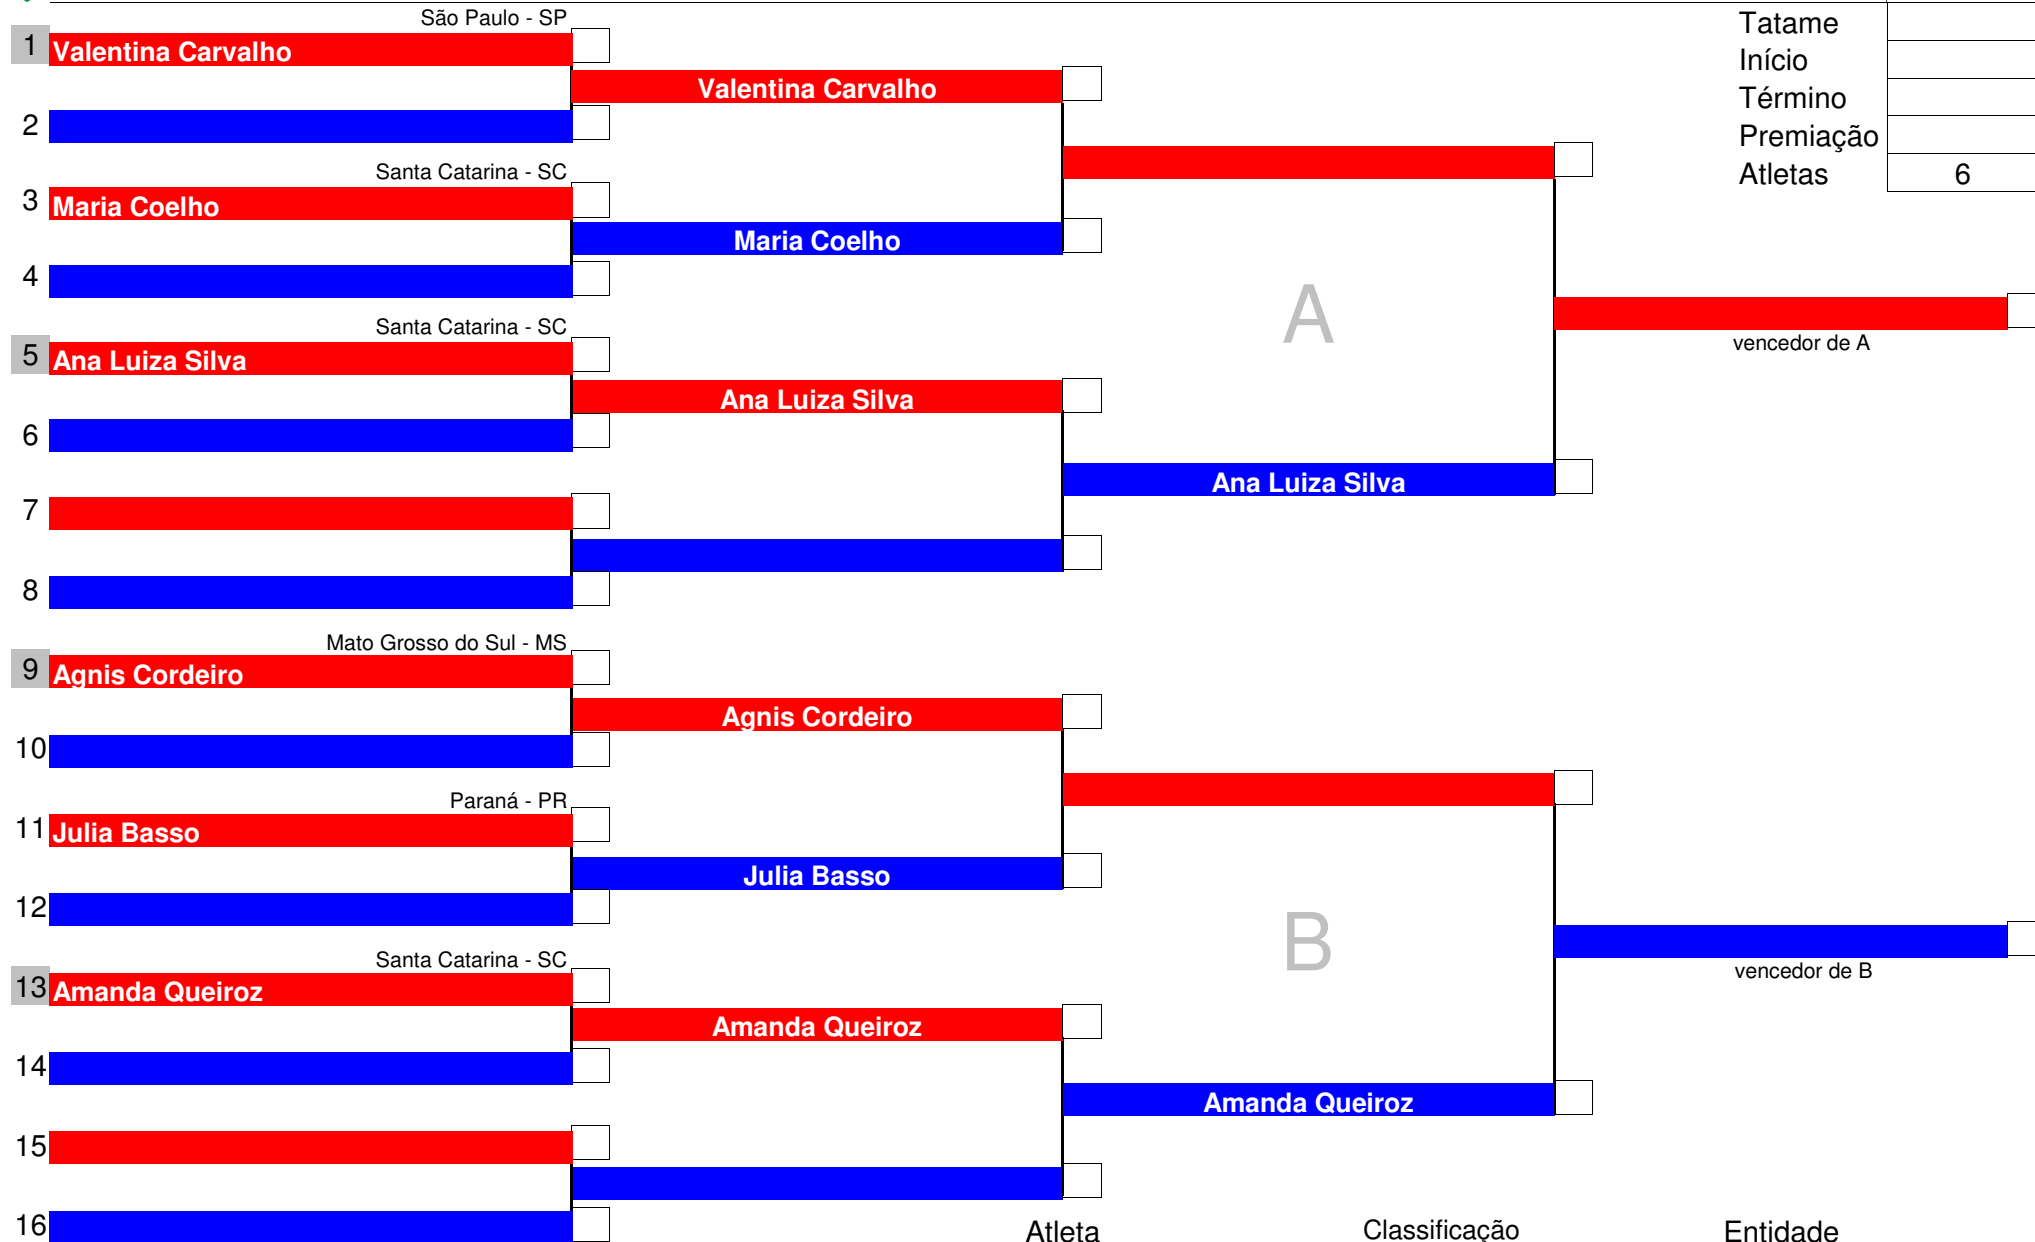 São Paulo - SP
1 Valentina Carvalho
Valentina Carvalho
2
Santa Catarina - SC
3 Maria Coelho
Maria Coelho
4
Santa Catarina - SC
5 Ana Luiza Silva
Ana Luiza Silva
6
Ana Luiza Silva
7
8
Mato Grosso do Sul - MS
9 Agnis Cordeiro
Agnis Cordeiro
10
Paraná - PR
11 Julia Basso
Julia Basso
12
Santa Catarina - SC
13 Amanda Queiroz
Amanda Queiroz
14
Amanda Queiroz
15
16
A
B
vencedor de A
vencedor de B
Tatame
Início
Término
Premiação
Atletas 6
Atleta Classificação Entidade